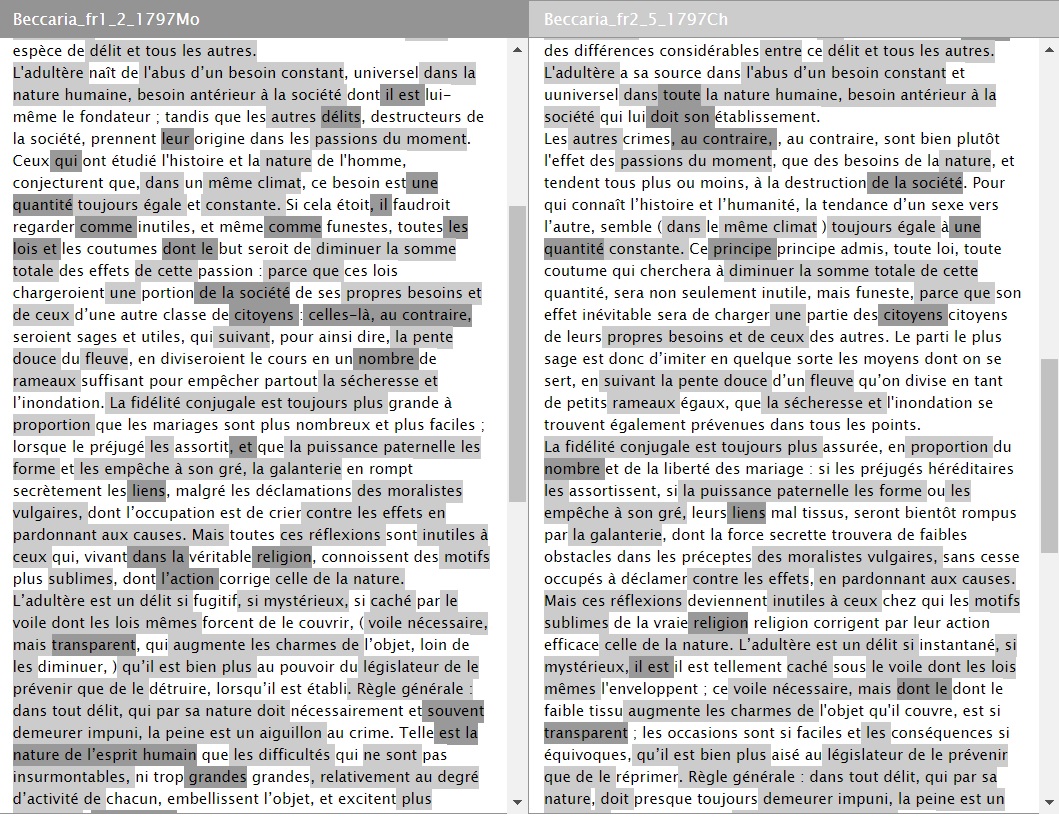 Beccaria_fr1_2_1797Mo
espèce de délit et tous les autres.
L'adultère naît de l'abus d'un besoin constant, universel dans la
nature humaine, besoin antérieur à la société dont il est lui-
même le fondateur ; tandis que les autres délits, destructeurs de
la société, prennent leur origine dans les passions du moment.
Ceux qui ont étudié l'histoire et la nature de l'homme,
conjecturent que, dans un même climat, ce besoin est une
quantité toujours égale et constante. Si cela étoit, il faudroit
regarder comme inutiles, et même comme funestes, toutes les
lois et les coutumes dont le but seroit de diminuer la somme
totale des effets de cette passion : parce que ces lois
chargeroient une portion de la société de ses propres besoins et
de ceux d'une autre classe de citoyens : celles-là, au contraire,
seroient sages et utiles, qui suivant, pour ainsi dire, la pente
douce du fleuve, en diviseroient le cours en un nombre de
rameaux suffisant pour empêcher partout la sécheresse et
l'inondation. La fidélité conjugale est toujours plus grande à
proportion que les mariages sont plus nombreux et plus faciles ;
lorsque le préjugé les assortit, et que la puissance paternelle les
forme et les empêche à son gré, la galanterie en rompt
secrètement les liens, malgré les déclamations des moralistes
vulgaires, dont l'occupation est de crier contre les effets en
pardonnant aux causes. Mais toutes ces réflexions sont inutiles à
ceux qui, vivant dans la véritable religion, connoissent des motifs
plus sublimes, dont l'action corrige celle de la nature.
L'adultère est un délit si fugitif, si mystérieux, si caché par le
voile dont les lois mêmes forcent de le couvrir, ( voile nécessaire,
mais transparent, qui augmente les charmes de l'objet, loin de
les diminuer, ) qu'il est bien plus au pouvoir du législateur de le
prévenir que de le détruire, lorsqu'il est établi. Règle générale :
dans tout délit, qui par sa nature doit nécessairement et souvent
demeurer impuni, la peine est un aiguillon au crime. Telle est la
nature de l'esprit humain que les difficultés qui ne sont pas
insurmontables, ni trop grandes grandes, relativement au degré
d'activité de chacun, embellissent l'objet, et excitent plus
Beccaria_fr2_5_1797Ch
des différences considérables entre ce délit et tous les autres.
L'adultère a sa source dans l'abus d'un besoin constant et
uuniversel dans toute la nature humaine, besoin antérieur à la
société qui lui doit son établissement.
Les autres crimes, au contraire, , au contraire, sont bien plutôt
l'effet des passions du moment, que des besoins de la nature, et
tendent tous plus ou moins, à la destruction de la société. Pour
qui connaît l'histoire et l'humanité, la tendance d'un sexe vers
l'autre, semble ( dans le même climat ) toujours égale à une
quantité constante. Ce principe principe admis, toute loi, toute
coutume qui cherchera à diminuer la somme totale de cette
quantité, sera non seulement inutile, mais funeste, parce que son
effet inévitable sera de charger une partie des citoyens citoyens
de leurs propres besoins et de ceux des autres. Le parti le plus
sage est donc d'imiter en quelque sorte les moyens dont on se
sert, en suivant la pente douce d'un fleuve qu'on divise en tant
de petits rameaux égaux, que la sécheresse et l'inondation se
trouvent également prévenues dans tous les points.
La fidélité conjugale est toujours plus assurée, en proportion du
nombre et de la liberté des mariage : si les préjugés héréditaires
les assortissent, si la puissance paternelle les forme ou les
empêche à son gré, leurs liens mal tissus, seront bientôt rompus
par la galanterie, dont la force secrette trouvera de faibles
obstacles dans les préceptes des moralistes vulgaires, sans cesse
occupés à déclamer contre les effets, en pardonnant aux causes.
Mais ces réflexions deviennent inutiles à ceux chez qui les motifs
sublimes de la vraie religion religion corrigent par leur action
efficace celle de la nature. L'adultère est un délit si instantané, si
mystérieux, il est il est tellement caché sous le voile dont les lois
mêmes l'enveloppent ; ce voile nécessaire, mais dont le dont le
faible tissu augmente les charmes de l'objet qu'il couvre, est si
transparent ; les occasions sont si faciles et les conséquences si
équivoques, qu'il est bien plus aisé au législateur de le prévenir
que de le réprimer. Règle générale : dans tout délit, qui par sa
nature, doit presque toujours demeurer impuni, la peine est un